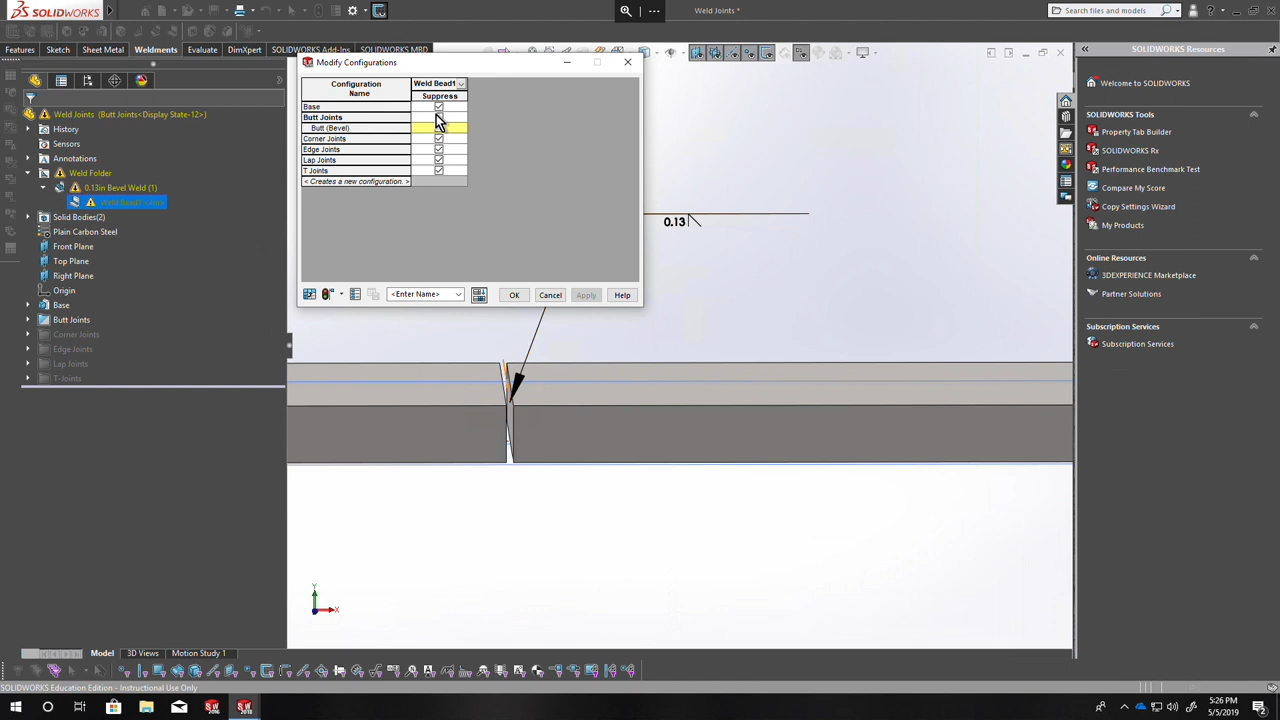 SOLIDWORKS
Weld Joints *
Search files and models
Features
Sketch
Sheet Metal
Weldments
Evaluate
DimXpert
SOLIDWORKS Add-Ins
SOLIDWORKS MBD
SOLIDWORKS Resources
Weld Joints (Butt Joints<Display State-12>)
History
Sensors
Annotations
Weld Folder
0.13in Bevel Weld (1)
Solid Bodies(2)
Plain Carbon Steel
Front Plane
Top Plane
Right Plane
Origin
Base
Butt Joints
Corner Joints
Edge Joints
Lap Joints
T-Joints
Modify Configurations
Configuration
Name
Weld Bead1
Suppress
Base
Butt Joints
Butt (Bevel)
Corner Joints
Edge Joints
Lap Joints
T Joints
< Creates a new configuration. >
<Enter Name>
OK
Cancel
Apply
Help
0.13
Y
X
Welcome to SOLIDWORKS
SOLIDWORKS Tools
Property Tab Builder
SOLIDWORKS Rx
Performance Benchmark Test
Compare My Score
Copy Settings Wizard
My Products
Online Resources
3DEXPERIENCE Marketplace
Partner Solutions
Subscription Services
Subscription Services
Model
3D Views
Motion Study 1
SOLIDWORKS Education Edition - Instructional Use Only
5:26 PM
5/5/2019